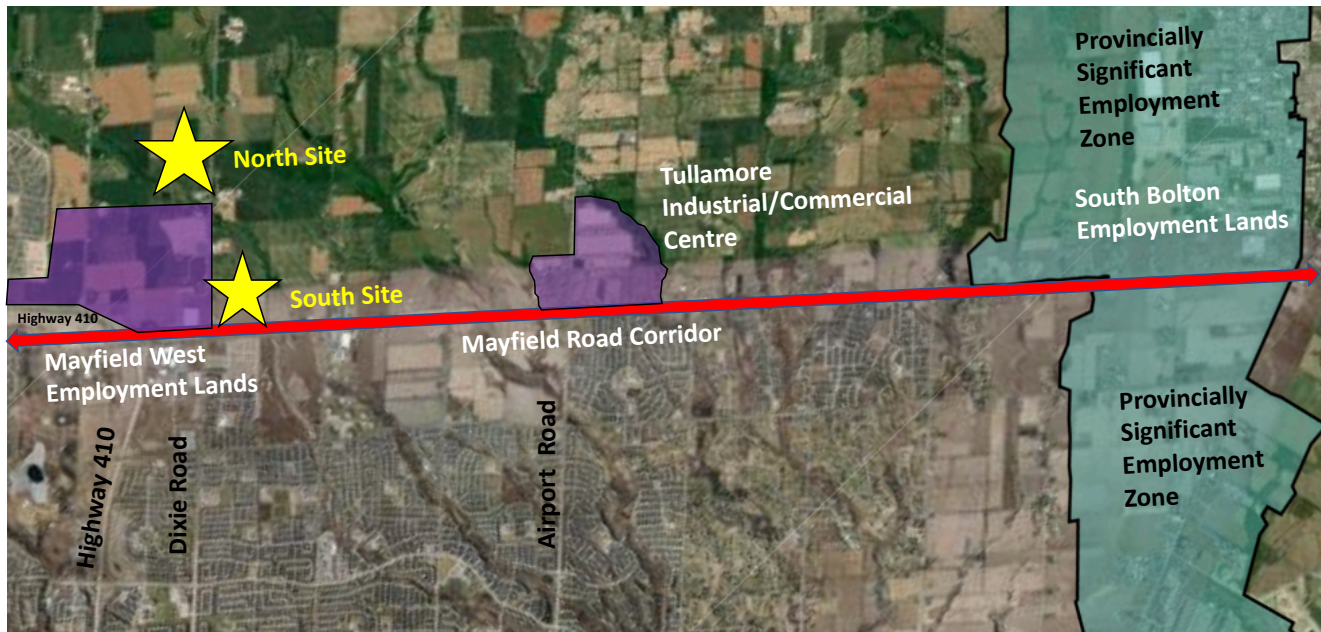 Provincially
Significant
Employment
Zone
North Site
Tullamore
Industrial/Commercial
Centre
South Bolton
Employment Lands
South Site
Highway 410
Mayfield Road Corridor
Mayfield West
Employment Lands
Provincially
Significant
Employment
Zone
Highway 410
Dixie Road
Airport Road